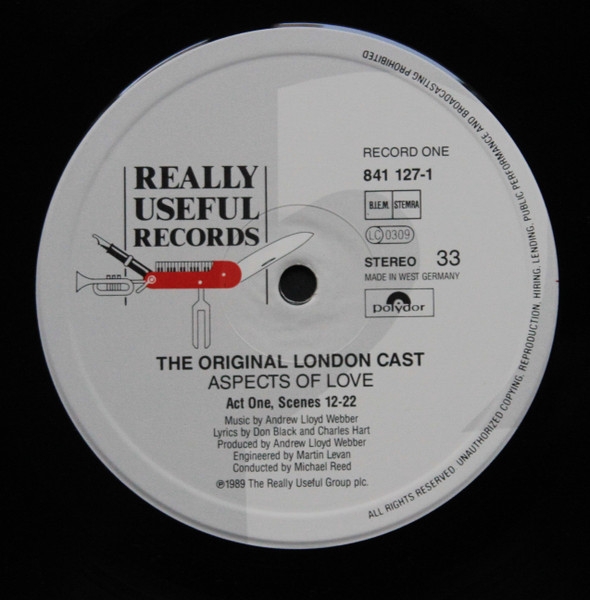 REALLY
USEFUL
RECORDS
RECORD ONE
841 127-1
B.I.E.M. STEMRA
LC 0309
STEREO 33
MADE IN WEST GERMANY
polydor
THE ORIGINAL LONDON CAST
ASPECTS OF LOVE
Act One, Scenes 12-22
Music by Andrew Lloyd Webber
Lyrics by Don Black and Charles Hart
Produced by Andrew Lloyd Webber
Engineered by Martin Levan
Conducted by Michael Reed
℗1989 The Really Useful Group plc.
ALL RIGHTS RESERVED. UNAUTHORIZED COPYING, REPRODUCTION, HIRING, LENDING, PUBLIC PERFORMANCE AND BROADCASTING PROHIBITED